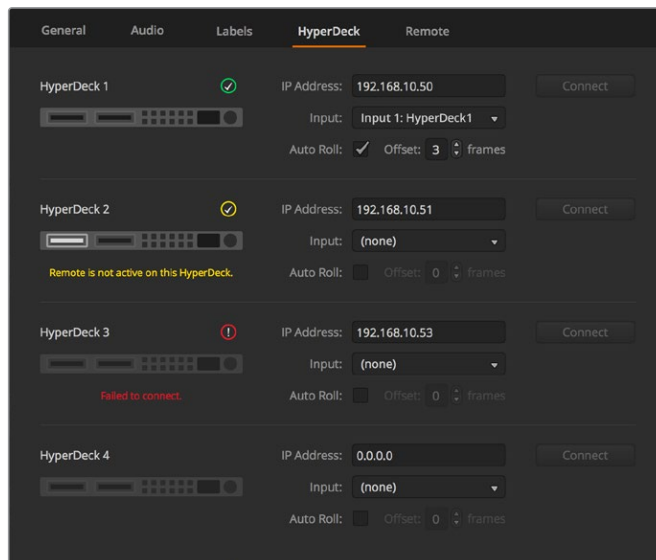 General Audio Labels HyperDeck Remote
HyperDeck 1 IP Address: 192.168.10.50 Connect
Input: Input 1: HyperDeck1
Auto Roll: Offset: 3 frames
HyperDeck 2 IP Address: 192.168.10.51 Connect
Input: (none)
Remote is not active on this HyperDeck.
Auto Roll: Offset: 0 frames
HyperDeck 3 IP Address: 192.168.10.53 Connect
Input: (none)
Failed to connect. Auto Roll: Offset: 0 frames
HyperDeck 4 IP Address: 0.0.0.0 Connect
Input: (none)
Auto Roll: Offset: 0 frames